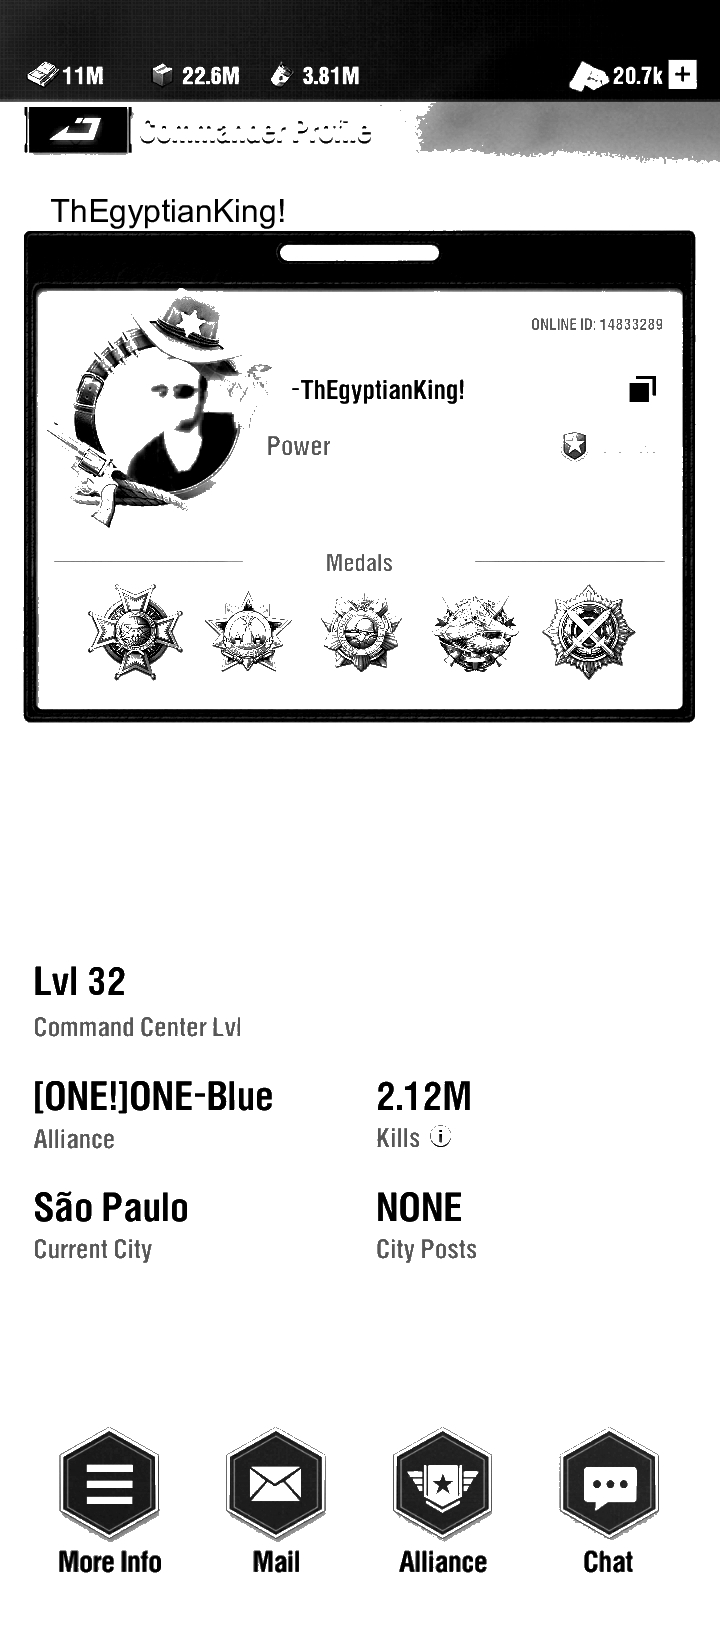 11M 22.6M 3.81M 20.7k
Commander Profile
ThEgyptianKing!
ONLINE ID: 14833289
-ThEgyptianKing!
Power
Medals
Lvl 32
Command Center Lvl
[ONE!]ONE-Blue 2.12M
Alliance Kills
São Paulo NONE
Current City City Posts
More Info Mail Alliance Chat